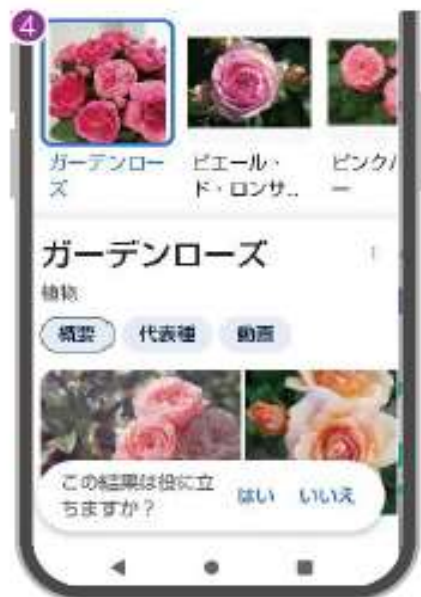 4
ガーデンロー
ズ
ピエール・
ド・ロンサ..
ピンクパ
ー
ガーデンローズ
植物
概要 代表種 動画
この結果は役に立
ちますか？
はい いいえ